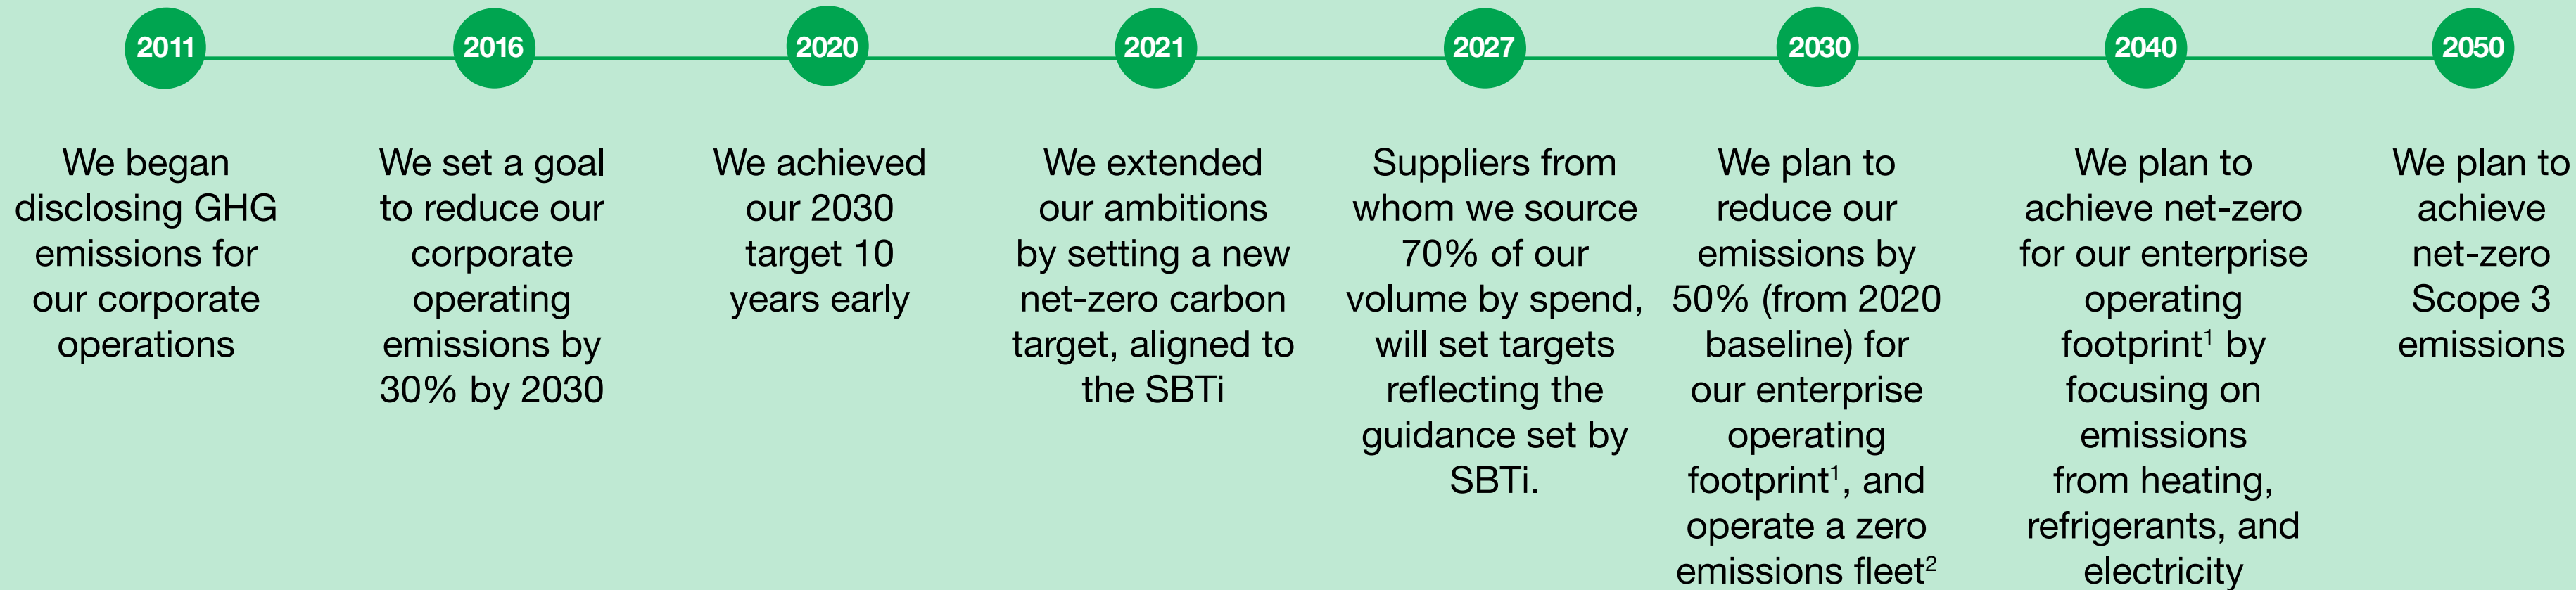 2011
We began
disclosing GHG
emissions for
our corporate
operations
2016
We set a goal
to reduce our
corporate
operating
emissions by
30% by 2030
2020
We achieved
our 2030
target 10
years early
2021
We extended
our ambitions
by setting a new
net-zero carbon
target, aligned to
the SBTi
2027
Suppliers from
whom we source
70% of our
volume by spend,
will set targets
reflecting the
guidance set by
SBTi.
2030
We plan to
reduce our
emissions by
50% (from 2020
baseline) for
our enterprise
operating
footprint¹, and
operate a zero
emissions fleet²
2040
We plan to
achieve net-zero
for our enterprise
operating
footprint¹ by
focusing on
emissions
from heating,
refrigerants, and
electricity
2050
We plan to
achieve
net-zero
Scope 3
emissions